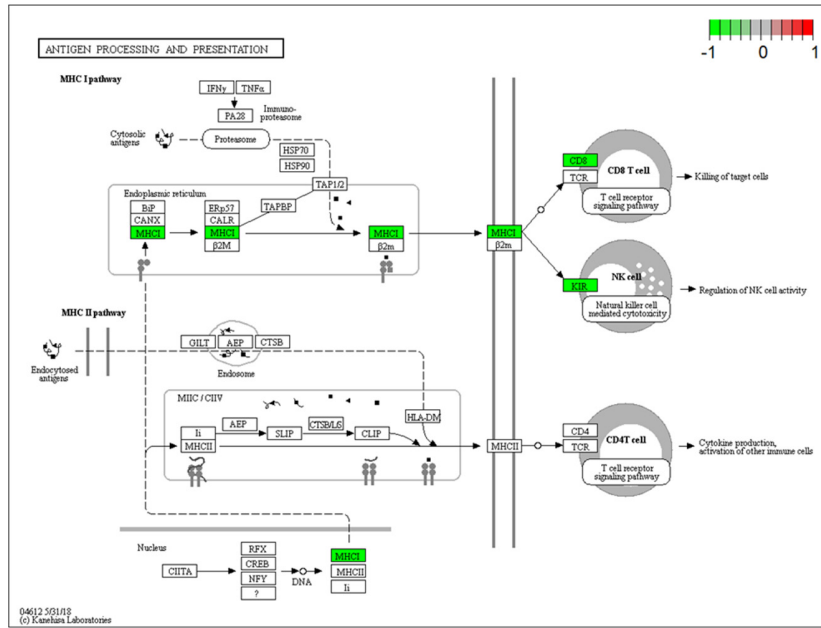 -1 0 1
ANTIGEN PROCESSING AND PRESENTATION
MHC I pathway
IFNγ TNFα
PA28
Immuno-
proteasome
Cytosolic
antigens
Proteasome
HSP70
HSP90
TAP1/2
Endoplasmic reticulum
BiP
CANX
MHCI
ERp57
CALR
MHCI
β2M
TAPBP
MHCI
β2m
MHCI
β2m
CD8
TCR
CD8 T cell
T cell receptor
signaling pathway
Killing of target cells
KIR
NK cell
Natural killer cell
mediated cytotoxicity
Regulation of NK cell activity
MHC II pathway
Endocytosed
antigens
GILT AEP CTSB
Endosome
MIIC / CIIV
Ii
MHCII
AEP
SLIP
CTSB/L/S
CLIP
HLA-DM
MHCII
CD4
TCR
CD4T cell
T cell receptor
signaling pathway
Cytokine production,
activation of other immune cells
Nucleus
CIITA
RFX
CREB
NFY
?
DNA
MHCI
MHCII
Ii
04612 5/31/18
(c) Kanehisa Laboratories